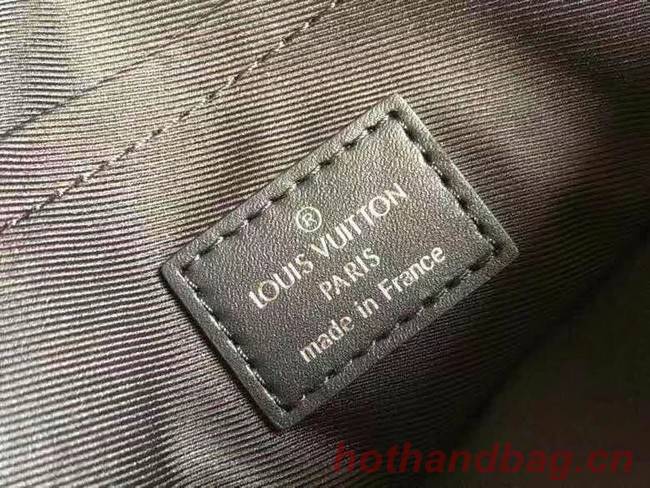 ®
LOUIS VUITTON
PARIS
made in France
hothandbag.cn